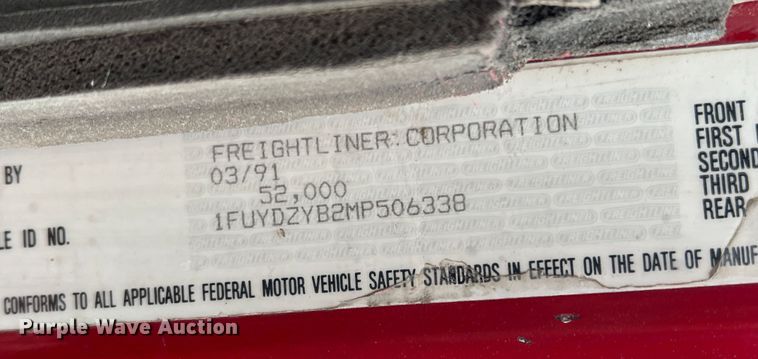 FREIGHTLINER CORPORATION
BY
03/91
52,000
LE ID NO.
1FUYDZYB2MP506338
FRONT
FIRST
SECOND
THIRD
REAR
CONFORMS TO ALL APPLICABLE FEDERAL MOTOR VEHICLE SAFETY STANDARDS IN EFFECT ON THE DATE OF MANUF
Purple Wave Auction